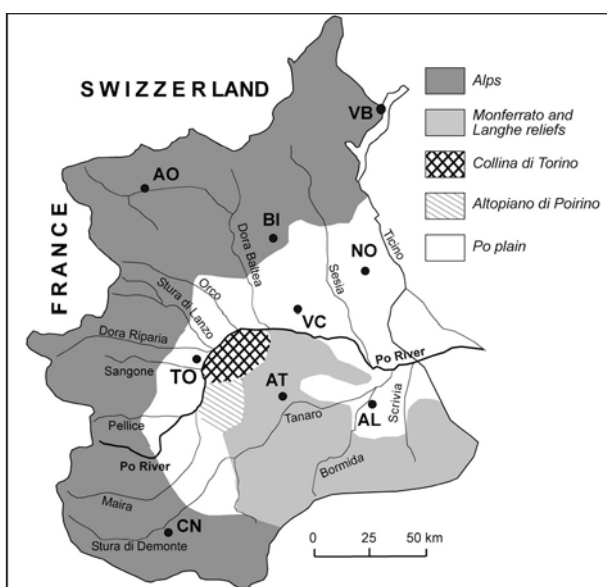 SWIZZERLAND
FRANCE
VB
AO
BI
NO
VC
TO
AT
AL
CN
Dora Baltea
Sesia
Ticino
Orco
Stura di Lanzo
Dora Riparia
Sangone
Po River
Pellice
Po River
Tanaro
Scrivia
Bormida
Maira
Stura di Demonte
Alps
Monferrato and
Langhe reliefs
Collina di Torino
Altopiano di Poirino
Po plain
0 25 50 km